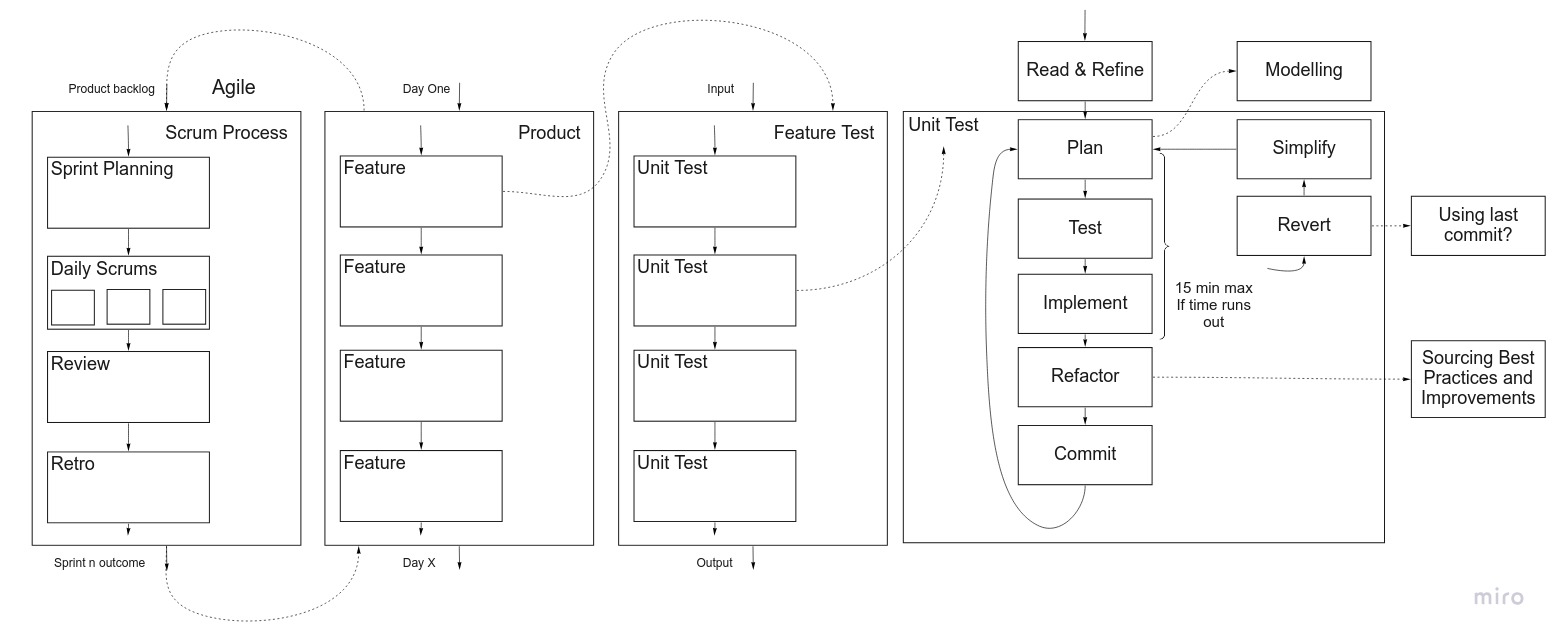 Product backlog
Agile
Scrum Process
Sprint Planning
Daily Scrums
Review
Retro
Sprint n outcome
Day One
Product
Feature
Feature
Feature
Feature
Day X
Input
Feature Test
Unit Test
Unit Test
Unit Test
Unit Test
Output
Read & Refine
Modelling
Unit Test
Plan
Simplify
Test
Revert
Using last
commit?
Implement
15 min max
If time runs
out
Refactor
Sourcing Best
Practices and
Improvements
Commit
miro